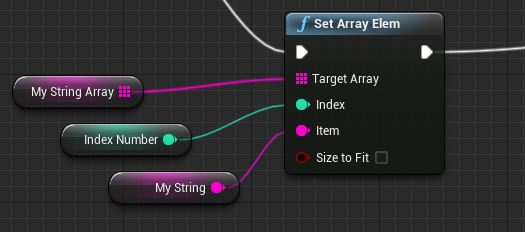 Set Array Elem
My String Array
Target Array
Index Number
Index
Item
My String
Size to Fit